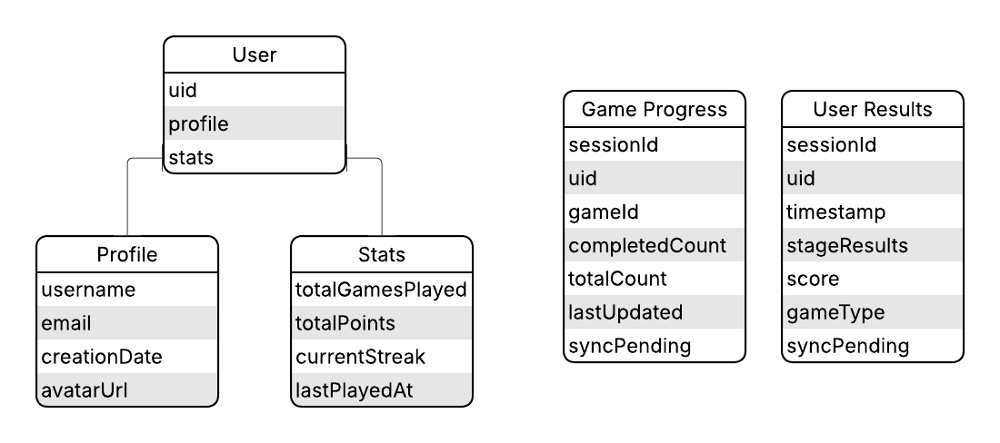 User
uid
profile
stats
Profile
username
email
creationDate
avatarUrl
Stats
totalGamesPlayed
totalPoints
currentStreak
lastPlayedAt
Game Progress
sessionId
uid
gameId
completedCount
totalCount
lastUpdated
syncPending
User Results
sessionId
uid
timestamp
stageResults
score
gameType
syncPending